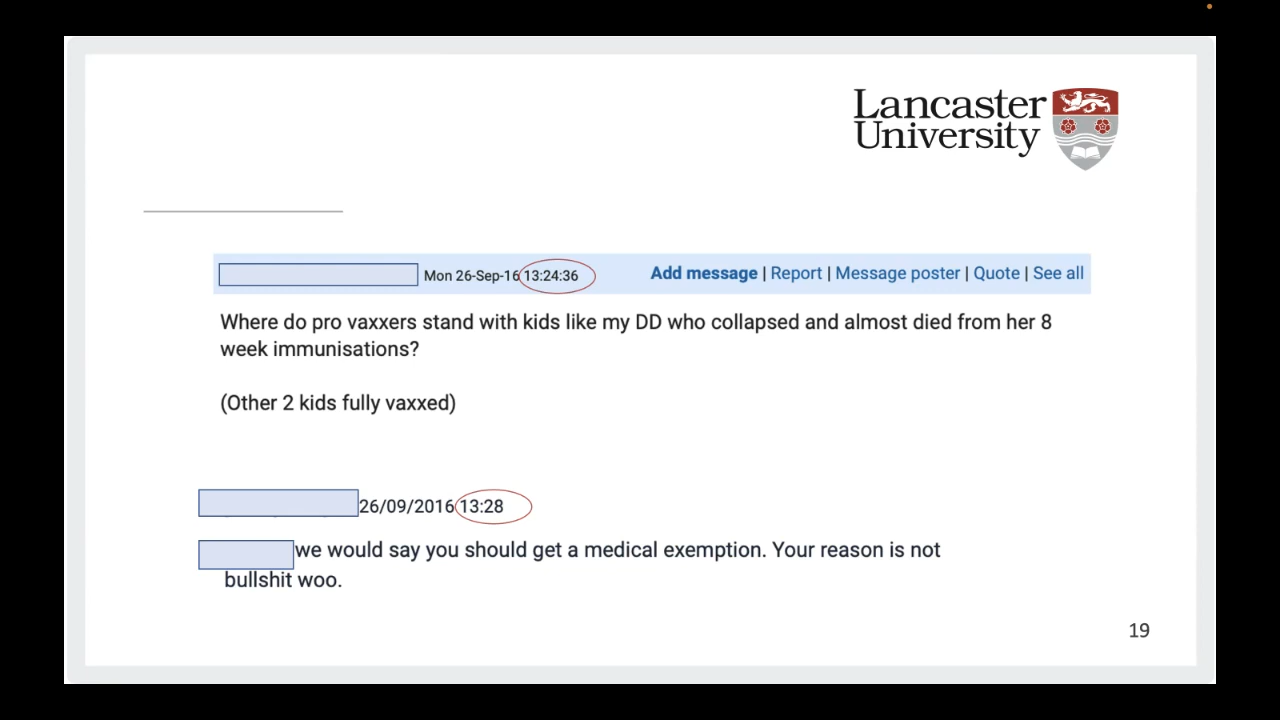 Lancaster
University
Mon 26-Sep-16 13:24:36
Add message | Report | Message poster | Quote | See all
Where do pro vaxxers stand with kids like my DD who collapsed and almost died from her 8
week immunisations?
(Other 2 kids fully vaxxed)
26/09/2016 13:28
we would say you should get a medical exemption. Your reason is not
bullshit woo.
19